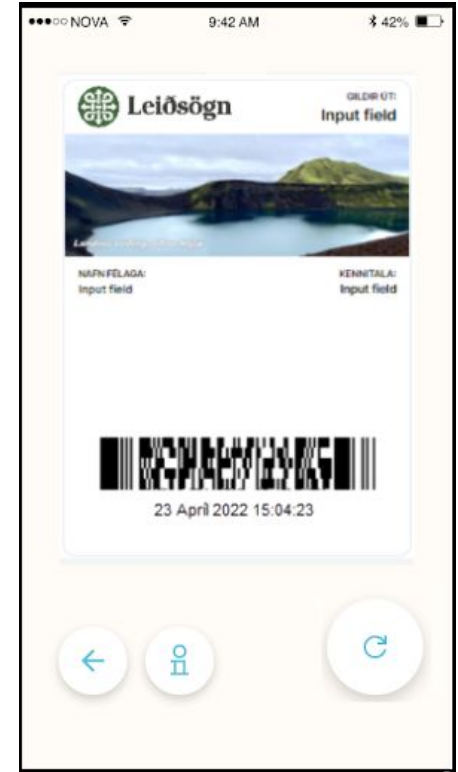 NOVA 9:42 AM 42%
Leiðsögn
GILDIR ÚT:
Input field
NAFN FÉLAGA:
Input field
KENNITALA:
Input field
23 Apríl 2022 15:04:23